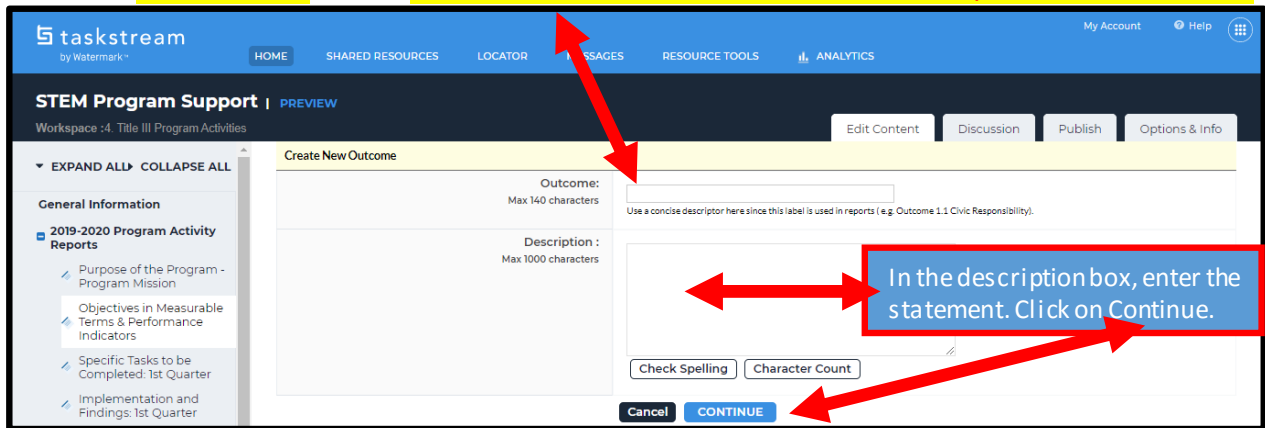 taskstream
by Watermark™
HOME SHARED RESOURCES LOCATOR RESOURCE TOOLS ANALYTICS
My Account Help
STEM Program Support | PREVIEW
Workspace :4. Title III Program Activities
Edit Content Discussion Publish Options & Info
EXPAND ALL COLLAPSE ALL
General Information
2019-2020 Program Activity
Reports
Purpose of the Program -
Program Mission
Objectives in Measurable
Terms & Performance
Indicators
Specific Tasks to be
Completed: 1st Quarter
Implementation and
Findings: 1st Quarter
Create New Outcome
Outcome:
Max 140 characters
Use a concise descriptor here since this label is used in reports ( e.g. Outcome 1.1 Civic Responsibility).
Description :
Max 1000 characters
In the description box, enter the
statement. Click on Continue.
Check Spelling Character Count
Cancel CONTINUE